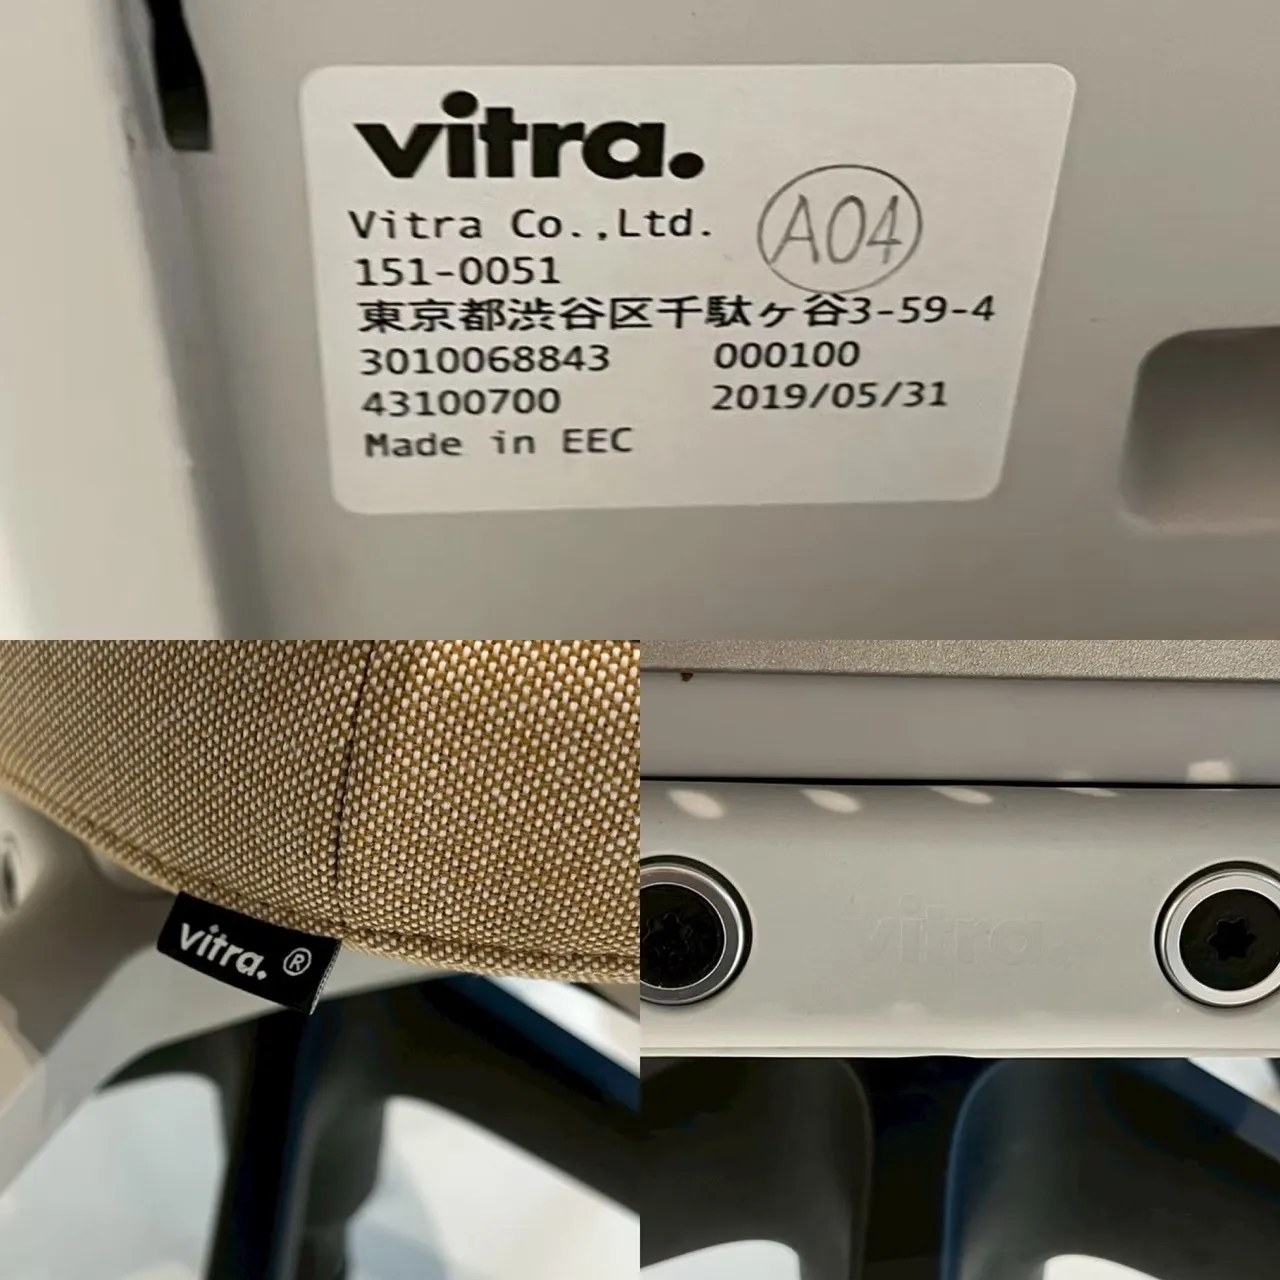 vitra.
Vitra Co.,Ltd.
A04
151-0051
東京都渋谷区千駄ヶ谷3-59-4
3010068843 000100
43100700 2019/05/31
Made in EEC
vitra. ®
vitra.